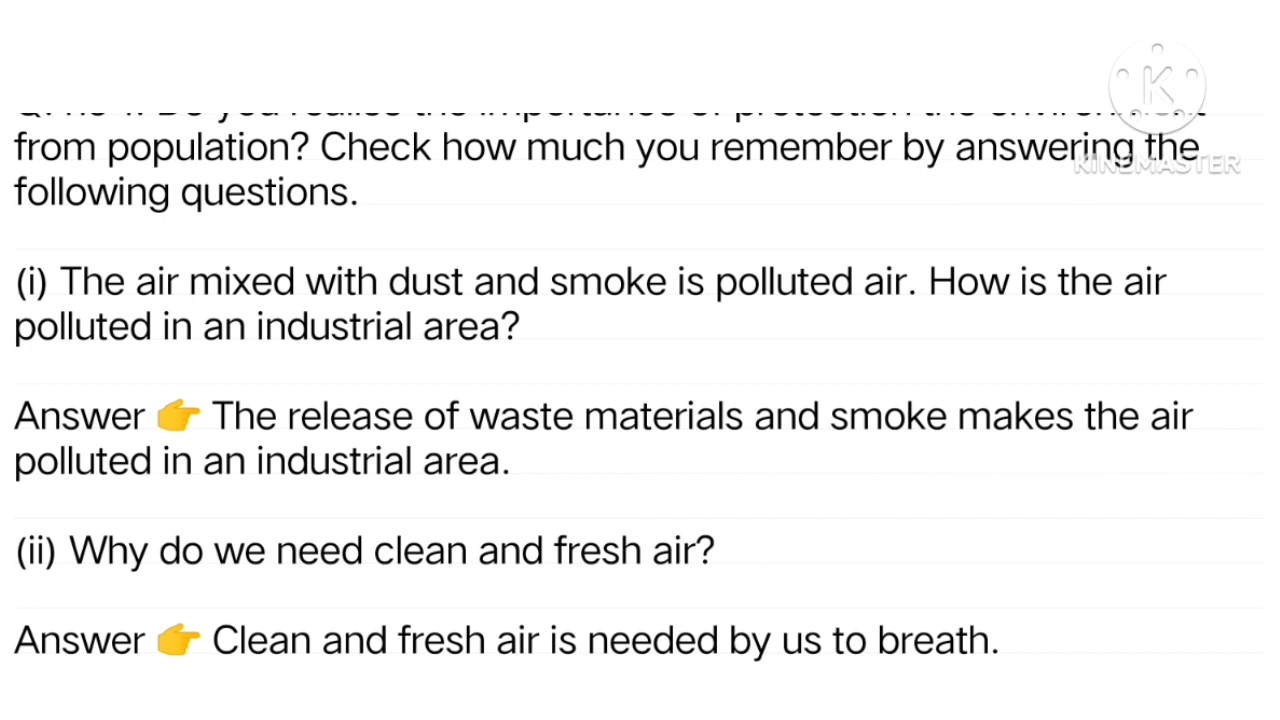 from population? Check how much you remember by answering the
following questions.
(i) The air mixed with dust and smoke is polluted air. How is the air
polluted in an industrial area?
Answer 👉 The release of waste materials and smoke makes the air
polluted in an industrial area.
(ii) Why do we need clean and fresh air?
Answer 👉 Clean and fresh air is needed by us to breath.
K
KINEMASTER